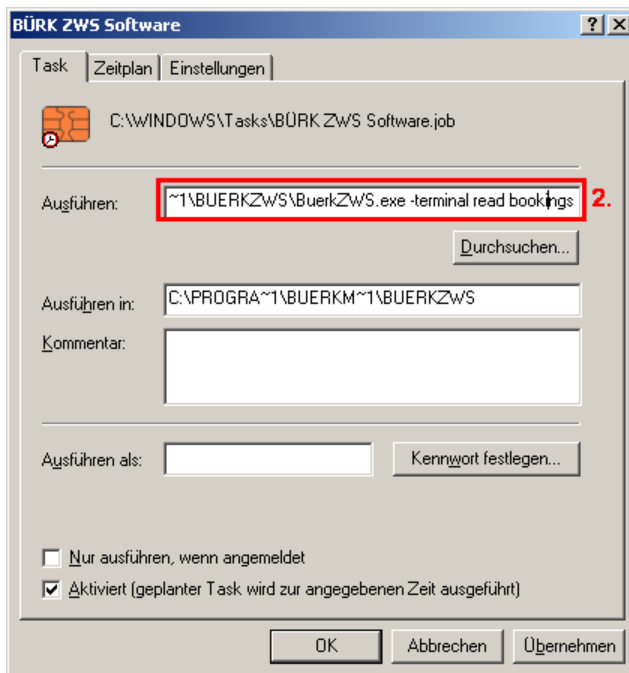 BÜRK ZWS Software
Task Zeitplan Einstellungen
C:\WINDOWS\Tasks\BÜRK ZWS Software.job
Ausführen: ~1\BUERKZWS\BuerkZWS.exe -terminal read bookings 2.
Durchsuchen...
Ausführen in: C:\PROGRA~1\BUERKM~1\BUERKZWS
Kommentar:
Ausführen als: Kennwort festlegen...
Nur ausführen, wenn angemeldet
Aktiviert (geplanter Task wird zur angegebenen Zeit ausgeführt)
OK Abbrechen Übernehmen